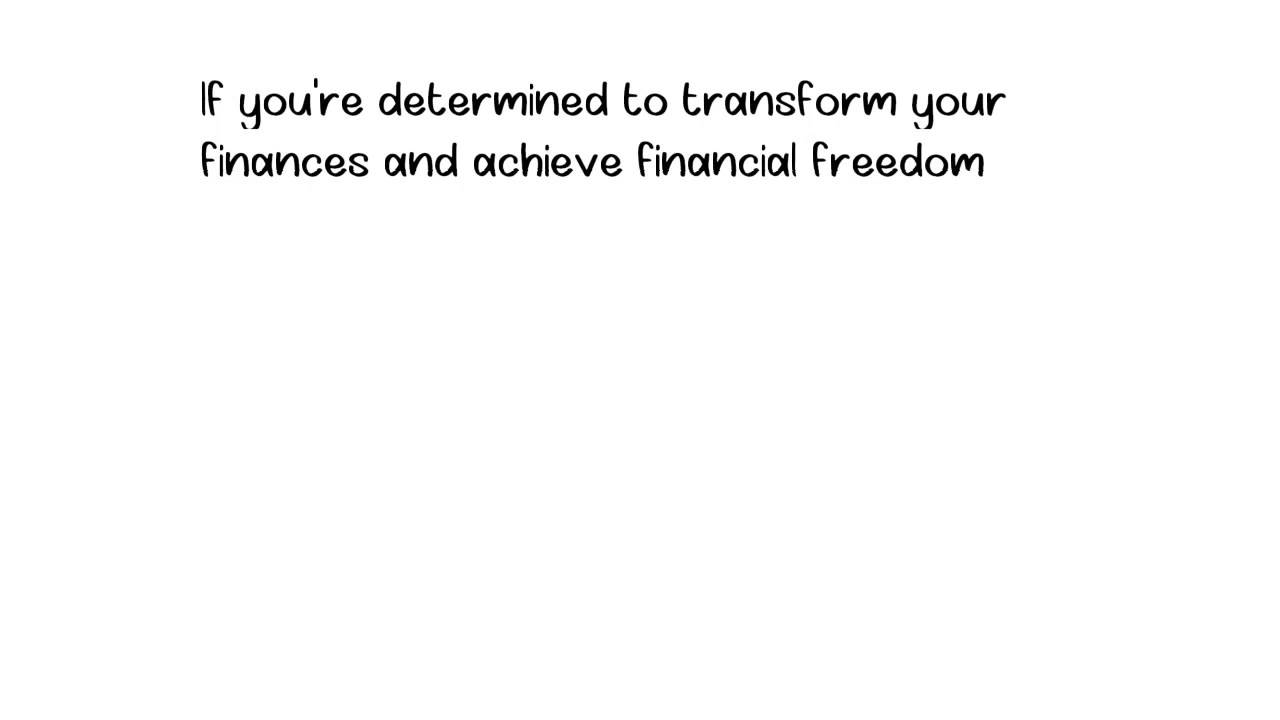 If you're determined to transform your
finances and achieve financial freedom